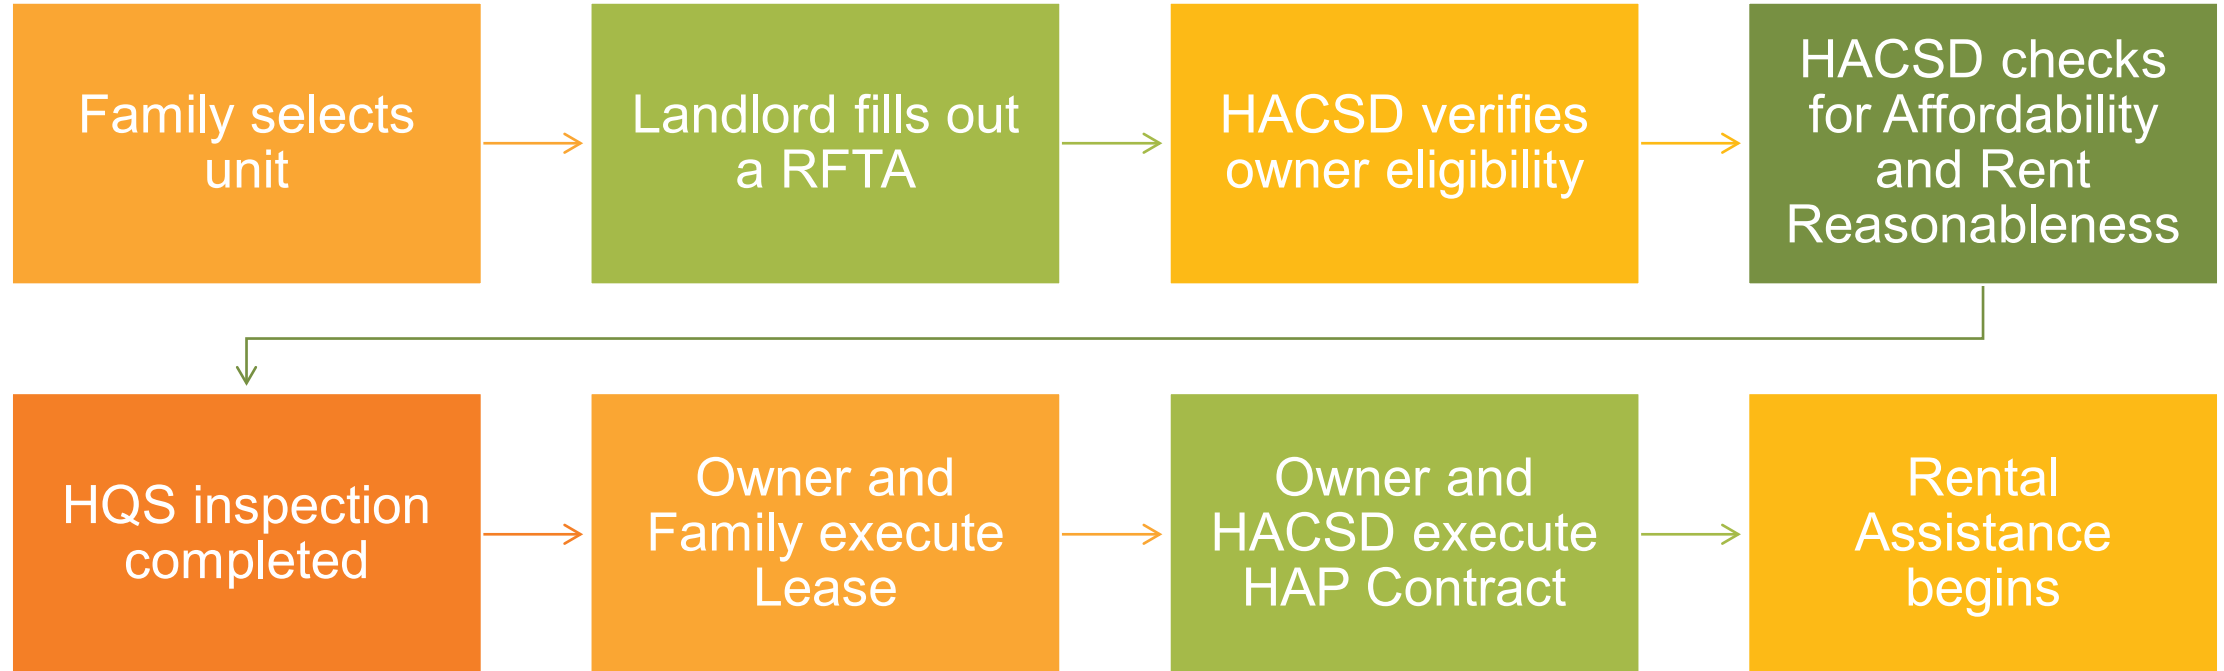 Family selects
unit
Landlord fills out
a RFTA
HACSD verifies
owner eligibility
HACSD checks
for Affordability
and Rent
Reasonableness
HQS inspection
completed
Owner and
Family execute
Lease
Owner and
HACSD execute
HAP Contract
Rental
Assistance
begins